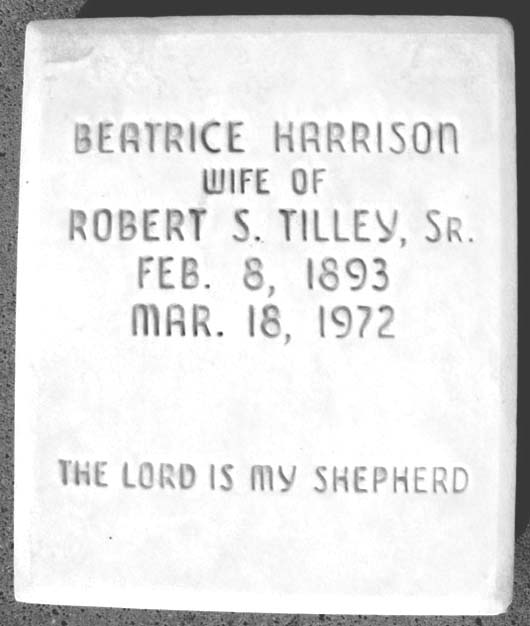 BEATRICE HARRISON
WIFE OF
ROBERT S. TILLEY, SR.
FEB. 8, 1893
MAR. 18, 1972
THE LORD IS MY SHEPHERD